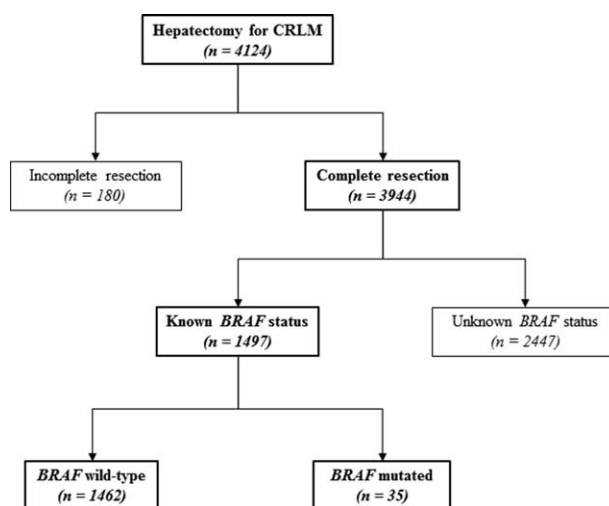 Hepatectomy for CRLM
(n = 4124)
Incomplete resection
(n = 180)
Complete resection
(n = 3944)
Known BRAF status
(n = 1497)
Unknown BRAF status
(n = 2447)
BRAF wild-type
(n = 1462)
BRAF mutated
(n = 35)